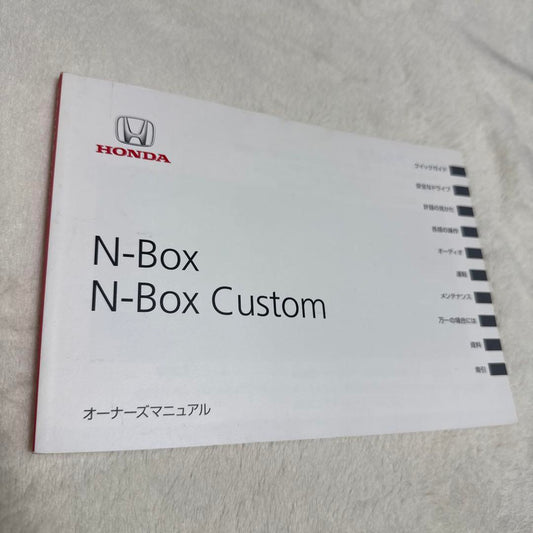 HONDA
N-Box
N-Box Custom
オーナーズマニュアル
クイックガイド
安全なドライブ
計器の見かた
各部の操作
オーディオ
運転
メンテナンス
万一の場合には
資料
索引